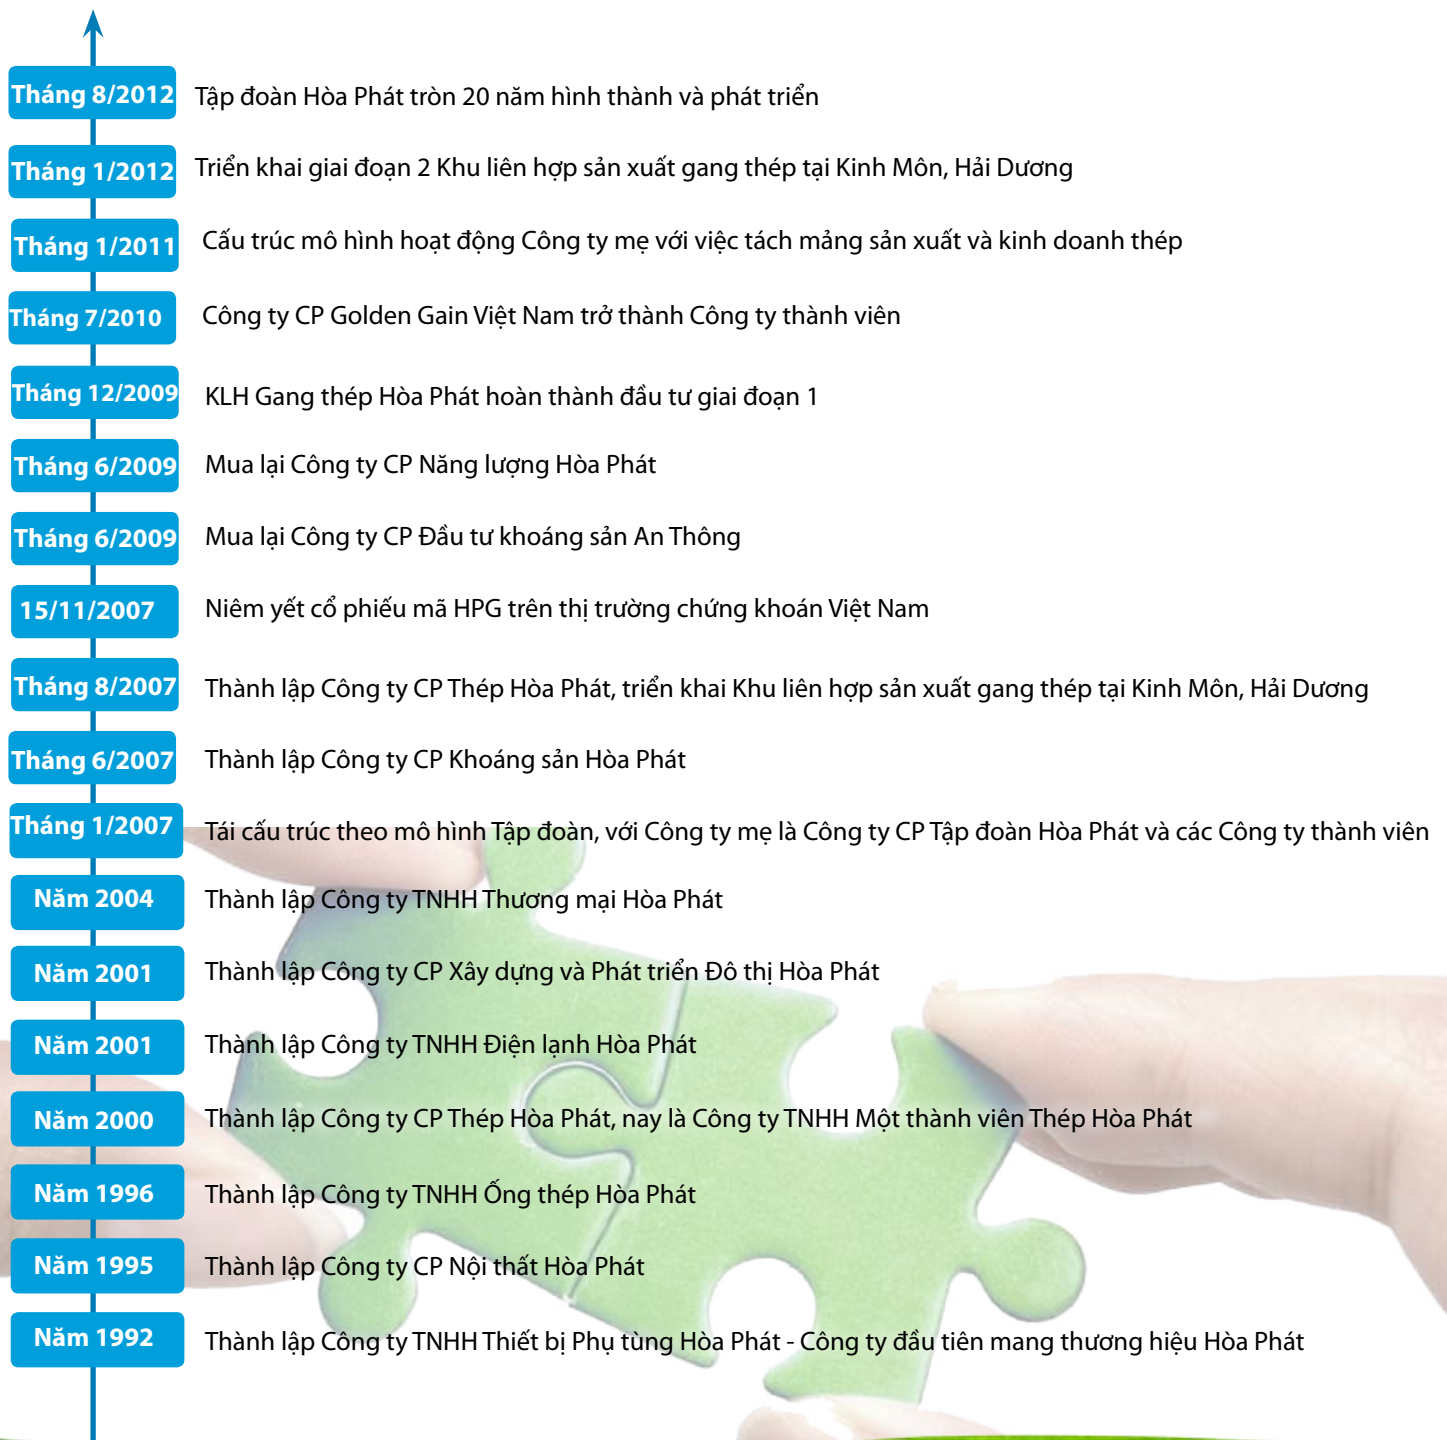 Tháng 8/2012 Tập đoàn Hòa Phát tròn 20 năm hình thành và phát triển
Tháng 1/2012 Triển khai giai đoạn 2 Khu liên hợp sản xuất gang thép tại Kinh Môn, Hải Dương
Tháng 1/2011 Cấu trúc mô hình hoạt động Công ty mẹ với việc tách mảng sản xuất và kinh doanh thép
Tháng 7/2010 Công ty CP Golden Gain Việt Nam trở thành Công ty thành viên
Tháng 12/2009 KLH Gang thép Hòa Phát hoàn thành đầu tư giai đoạn 1
Tháng 6/2009 Mua lại Công ty CP Năng lượng Hòa Phát
Tháng 6/2009 Mua lại Công ty CP Đầu tư khoáng sản An Thông
15/11/2007 Niêm yết cổ phiếu mã HPG trên thị trường chứng khoán Việt Nam
Tháng 8/2007 Thành lập Công ty CP Thép Hòa Phát, triển khai Khu liên hợp sản xuất gang thép tại Kinh Môn, Hải Dương
Tháng 6/2007 Thành lập Công ty CP Khoáng sản Hòa Phát
Tháng 1/2007 Tái cấu trúc theo mô hình Tập đoàn, với Công ty mẹ là Công ty CP Tập đoàn Hòa Phát và các Công ty thành viên
Năm 2004 Thành lập Công ty TNHH Thương mại Hòa Phát
Năm 2001 Thành lập Công ty CP Xây dựng và Phát triển Đô thị Hòa Phát
Năm 2001 Thành lập Công ty TNHH Điện lạnh Hòa Phát
Năm 2000 Thành lập Công ty CP Thép Hòa Phát, nay là Công ty TNHH Một thành viên Thép Hòa Phát
Năm 1996 Thành lập Công ty TNHH Ống thép Hòa Phát
Năm 1995 Thành lập Công ty CP Nội thất Hòa Phát
Năm 1992 Thành lập Công ty TNHH Thiết bị Phụ tùng Hòa Phát - Công ty đầu tiên mang thương hiệu Hòa Phát